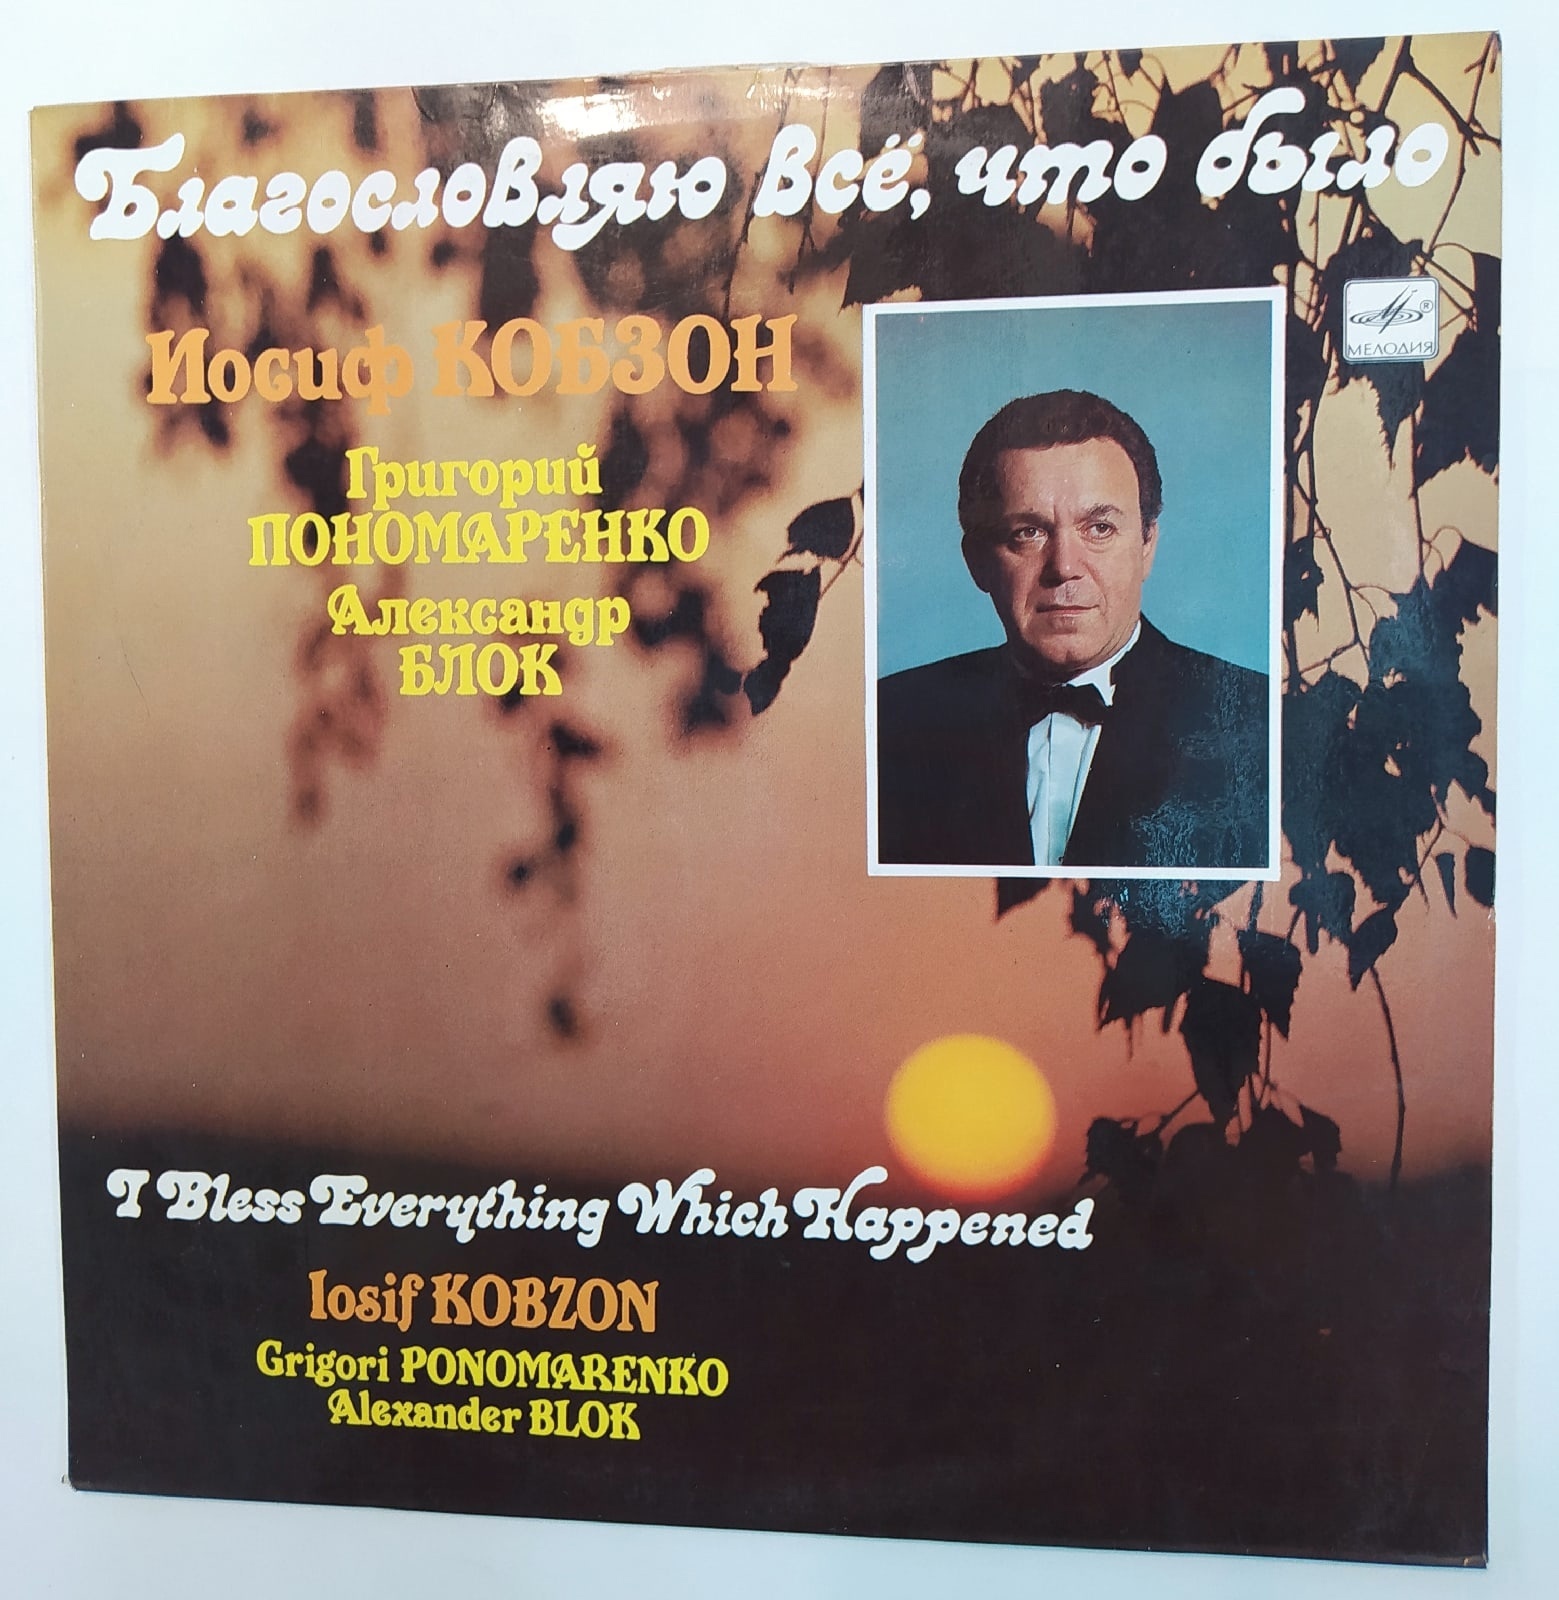 Благословляю всё, что было
Иосиф КОБЗОН
Григорий
ПОНОМАРЕНКО
Александр
БЛОК
®
МЕЛОДИЯ
I Bless Everything Which Happened
Iosif KOBZON
Grigori PONOMARENKO
Alexander BLOK